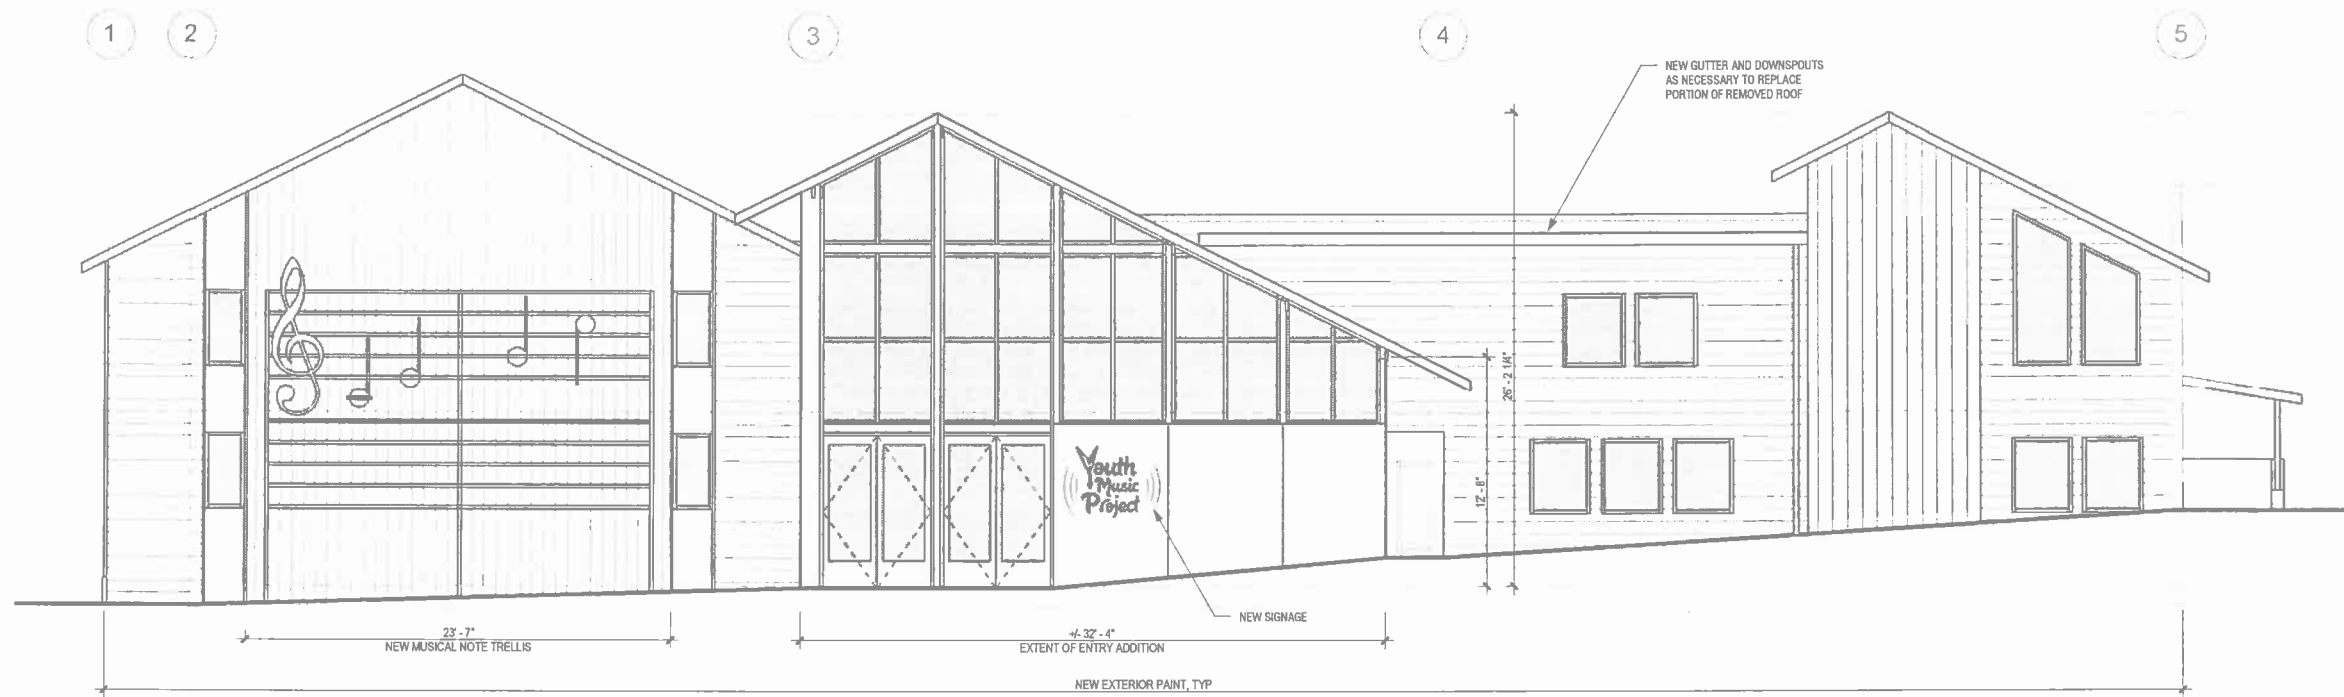 1
2
3
4
5
NEW GUTTER AND DOWNSPOUTS
AS NECESSARY TO REPLACE
PORTION OF REMOVED ROOF
26' - 2 1/4"
12' - 8"
Youth
Music
Project
NEW SIGNAGE
23' - 7"
NEW MUSICAL NOTE TRELLIS
+/- 32' - 4"
EXTENT OF ENTRY ADDITION
NEW EXTERIOR PAINT, TYP